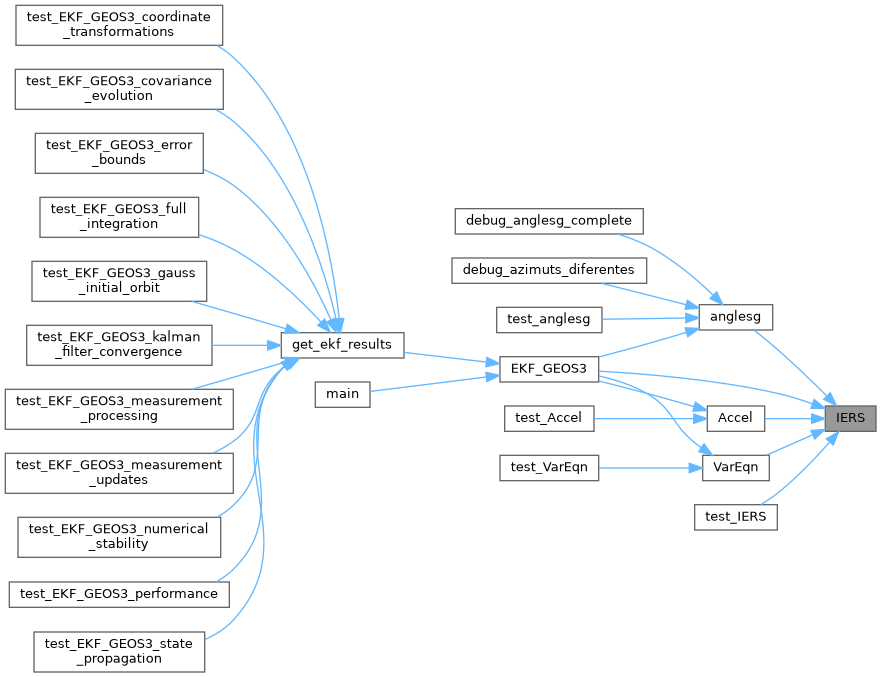 test_EKF_GEOS3_coordinate
_transformations
test_EKF_GEOS3_covariance
_evolution
test_EKF_GEOS3_error
_bounds
test_EKF_GEOS3_full
_integration
test_EKF_GEOS3_gauss
_initial_orbit
test_EKF_GEOS3_kalman
_filter_convergence
test_EKF_GEOS3_measurement
_processing
test_EKF_GEOS3_measurement
_updates
test_EKF_GEOS3_numerical
_stability
test_EKF_GEOS3_performance
test_EKF_GEOS3_state
_propagation
get_ekf_results
main
debug_anglesg_complete
debug_azimuts_diferentes
test_anglesg
EKF_GEOS3
test_Accel
test_VarEqn
anglesg
Accel
VarEqn
test_IERS
IERS